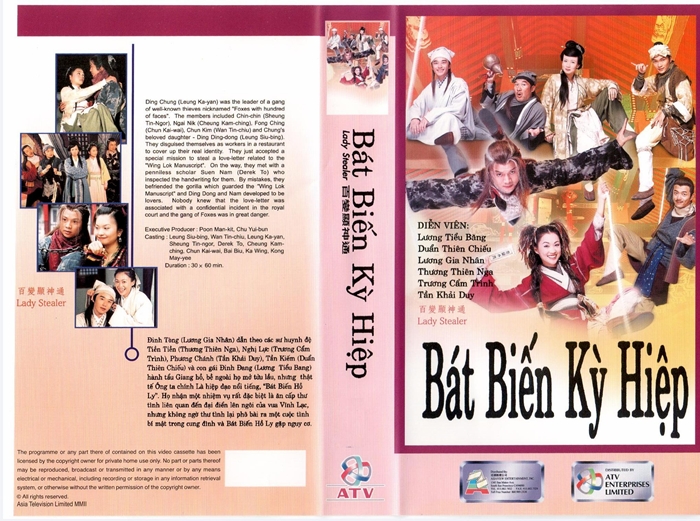 Ding Chung (Leung Ka-yan) was the leader of a gang
of well-known thieves nicknamed "Foxes with hundred
of faces". The members included Chin-chin (Sheung
Tin-Ngor), Ngai Nik (Cheung Kam-ching), Fong Ching
(Chun Kai-wai), Chun Kim (Wan Tin-chiu) and Chung's
beloved daughter - Ding Ding-dong (Leung Siu-bing).
They disguised themselves as workers in a restaurant
to cover up their real identity. They just accepted a
special mission to steal a love-letter related to the
"Wing Lok Manuscript". On the way, they met with a
penniless scholar Suen Nam (Derek To) who
inspected the handwriting for them. By mistakes, they
befriended the gorilla which guarded the "Wing Lok
Manuscript" and Ding Dong and Nam developed to be
lovers. Nobody knew that the love-letter was
associated with a confidential incident in the royal
court and the gang of Foxes was in great danger.
Executive Producer : Poon Man-kit, Chu Yui-bun
Casting : Leung Siu-bing, Wan Tin-chiu, Leung Ka-yan,
Sheung Tin-ngor, Derek To, Cheung Kam-
ching, Chun Kai-wai, Bar Biu, Ka Wing, Kong
May-yee
Duration : 30 x 60 min.
百變顯神通
Lady Stealer
Đinh Tàng (Lương Gia Nhân) dẫn theo các sư huynh độ
Tiễn Tiễn (Thương Thiên Nga), Nghị Lực (Trương Cẩm
Trinh), Phương Chánh (Tần Khải Duy), Tần Kiếm (Duẩn
Thiên Chiếu) và con gái Đinh Đang (Lương Tiểu Bang)
hành tẩu Giang hồ, bề ngoài họ mở tửu lầu, nhưng thật
tế Ông ta chính Là hiệp đạo nổi tiếng, "Bát Biến Hồ
Ly". Họ nhận một nhiệm vụ rất đặc biệt là ăn cấp thư
tình liên quan đến đại điển lên ngôi của vua Vĩnh Lạc,
nhưng không ngờ thư tình lại phô bài ra một cuộc tình
bí mật trong cung đình và Bát Biến Hồ Ly gặp nguy cơ.
The programme or any part there of contained on this video cassette has been
licensed by the copyright owner for private home use only. No part or parts thereof
may be reproduced, broadcast or transmitted in any manner or by any means
electrical or mechanical, including recording or storage in any information retrieval
system, or otherwise without the written permission of the copyright owner.
© All rights reserved.
Asia Television Limited MMII
Bát Biến Kỳ Hiệp
Lady Stealer 百變顯神通
ATV
DIỄN VIÊN:
Lương Tiểu Băng
Duẩn Thiên Chiếu
Lương Gia Nhân
Thương Thiên Nga
Trương Cẩm Trinh
Tần Khải Duy
百變顯神通
Lady Stealer
Bát Biến Kỳ Hiệp
DISTRIBUTED BY
ATV
ENTERPRISES
LIMITED